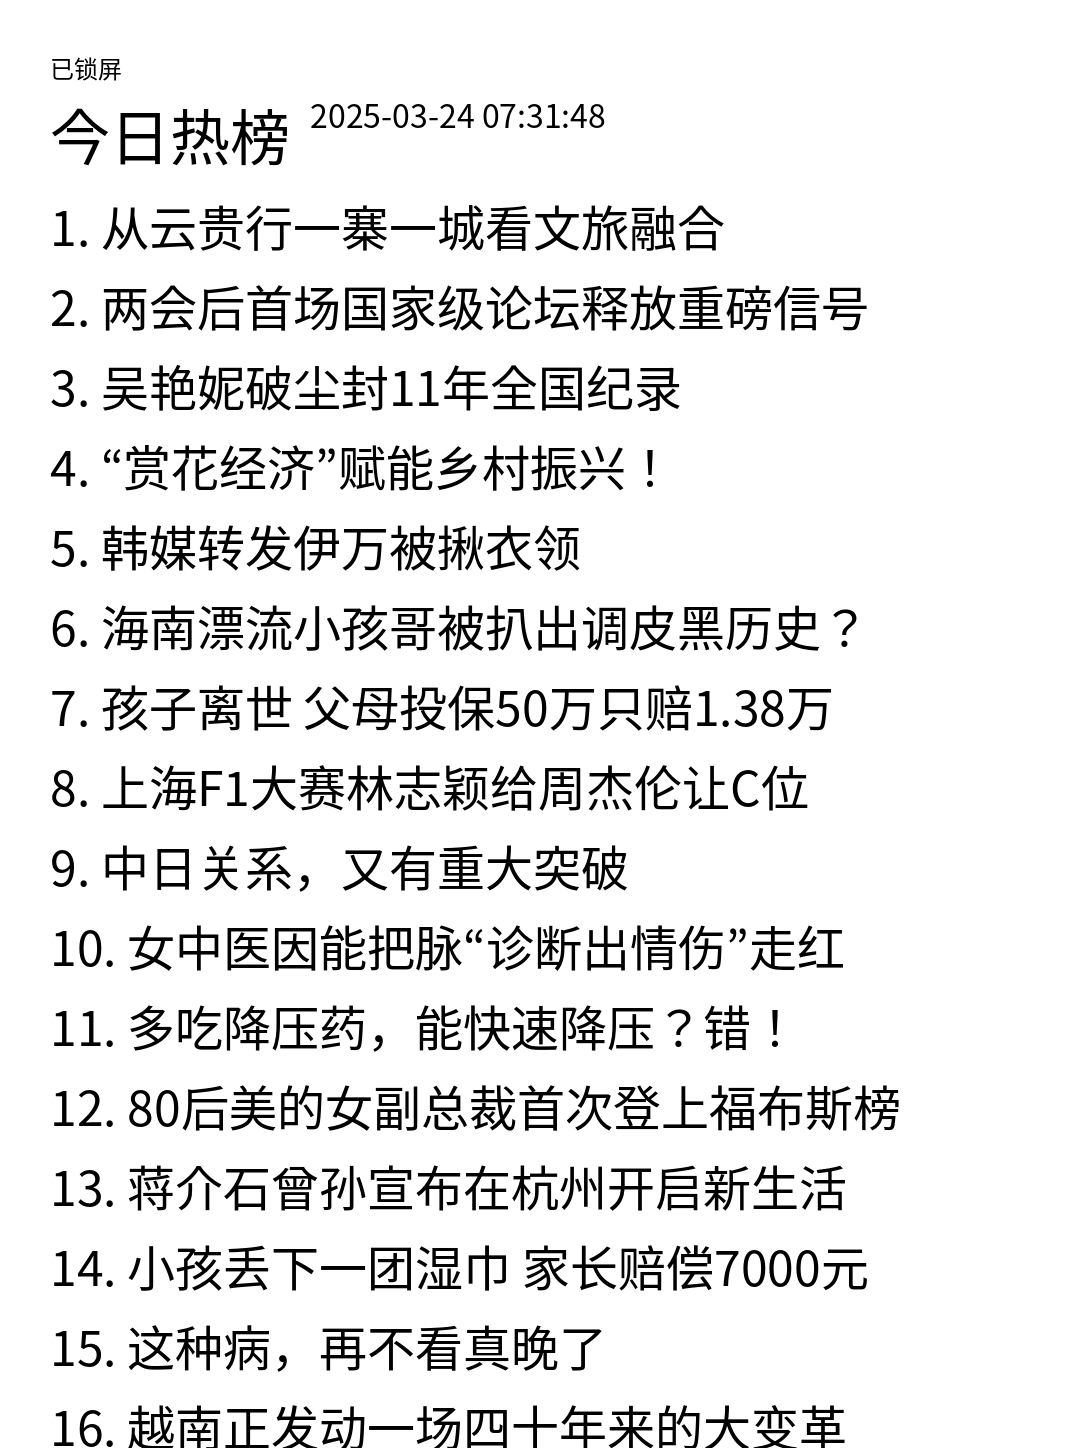 已锁屏
今日热榜 2025-03-24 07:31:48
1. 从云贵行一寨一城看文旅融合
2. 两会后首场国家级论坛释放重磅信号
3. 吴艳妮破尘封11年全国纪录
4. “赏花经济”赋能乡村振兴！
5. 韩媒转发伊万被揪衣领
6. 海南漂流小孩哥被扒出调皮黑历史？
7. 孩子离世 父母投保50万只赔1.38万
8. 上海F1大赛林志颖给周杰伦让C位
9. 中日关系，又有重大突破
10. 女中医因能把脉“诊断出情伤”走红
11. 多吃降压药，能快速降压？错！
12. 80后美的女副总裁首次登上福布斯榜
13. 蒋介石曾孙宣布在杭州开启新生活
14. 小孩丢下一团湿巾 家长赔偿7000元
15. 这种病，再不看真晚了
16. 越南正发动一场四十年来的大变革